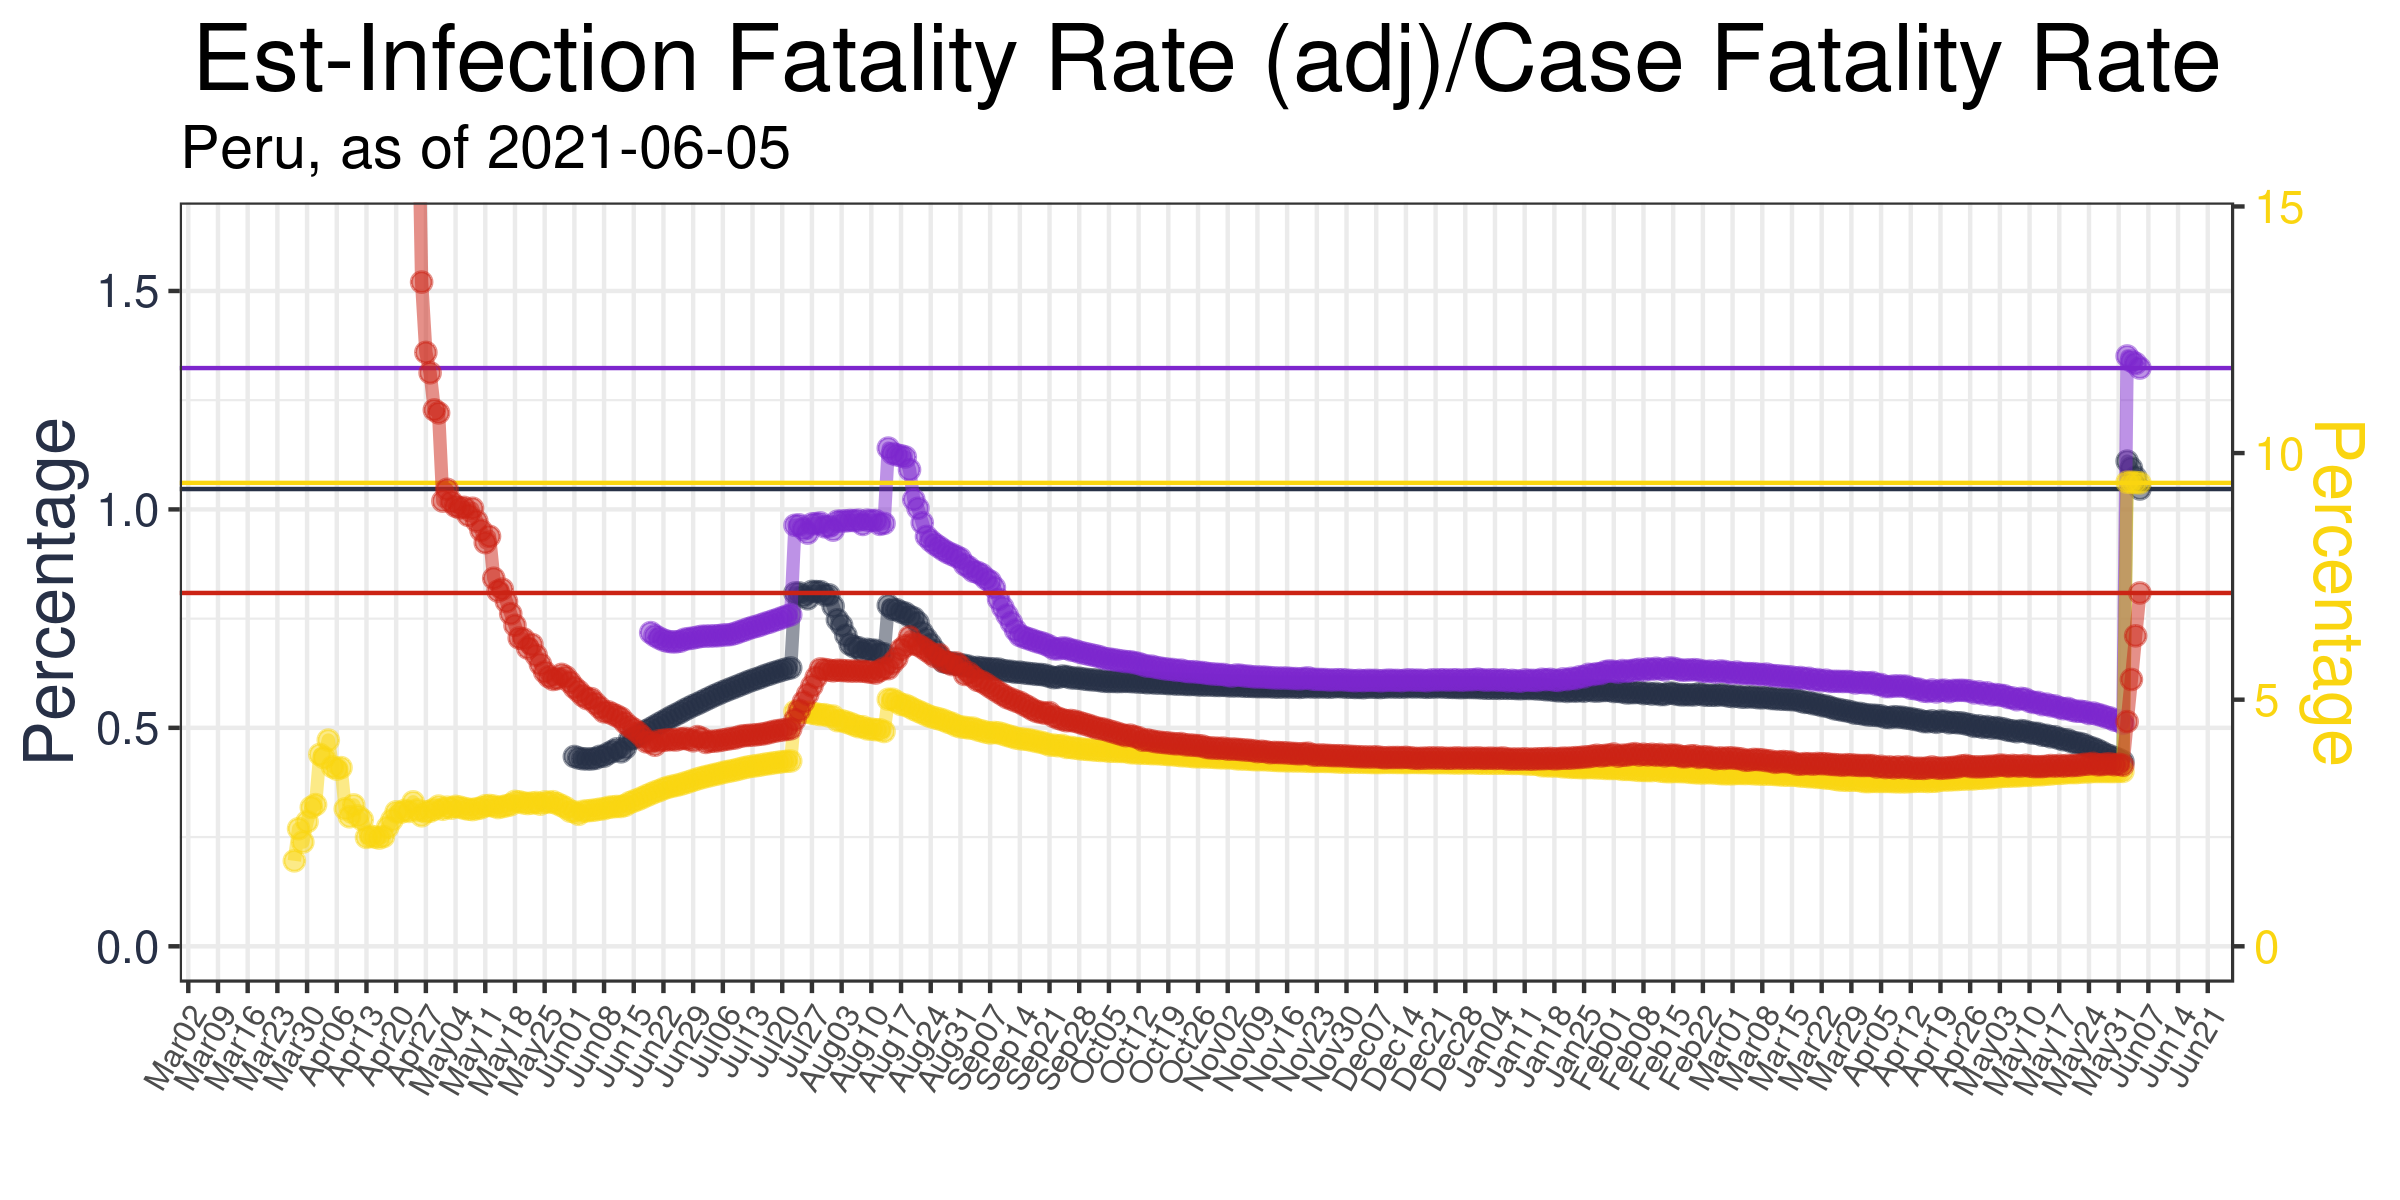 Est-Infection Fatality Rate (adj)/Case Fatality Rate
Peru, as of 2021-06-05
Percentage
1.5
1.0
0.5
0.0
15
10
5
0
Percentage
Mar02
Mar09
Mar16
Mar23
Mar30
Apr06
Apr13
Apr20
Apr27
May04
May11
May18
May25
Jun01
Jun08
Jun15
Jun22
Jun29
Jul06
Jul13
Jul20
Jul27
Aug03
Aug10
Aug17
Aug24
Aug31
Sep07
Sep14
Sep21
Sep28
Oct05
Oct12
Oct19
Oct26
Nov02
Nov09
Nov16
Nov23
Nov30
Dec07
Dec14
Dec21
Dec28
Jan04
Jan11
Jan18
Jan25
Feb01
Feb08
Feb15
Feb22
Mar01
Mar08
Mar15
Mar22
Mar29
Apr05
Apr12
Apr19
Apr26
May03
May10
May17
May24
May31
Jun07
Jun14
Jun21